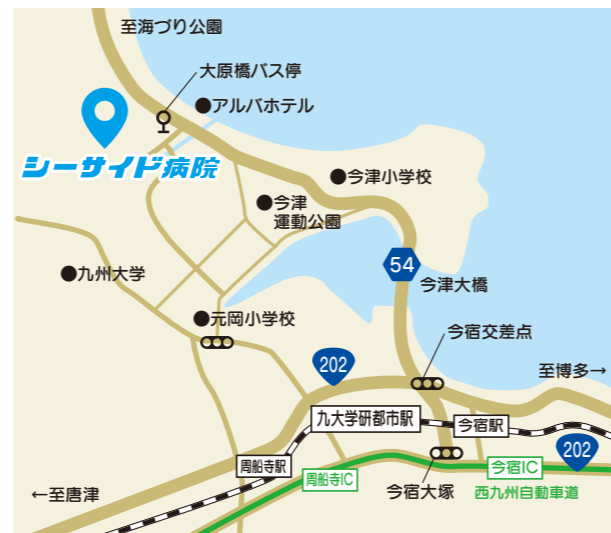 至海づり公園
大原橋バス停
●アルバホテル
シーサイド病院
●今津小学校
●今津
運動公園
54
●九州大学
今津大橋
●元岡小学校
今宿交差点
202
至博多→
九大学研都市駅
今宿駅
202
周船寺駅
周船寺IC
今宿IC
今宿大塚
西九州自動車道
←至唐津